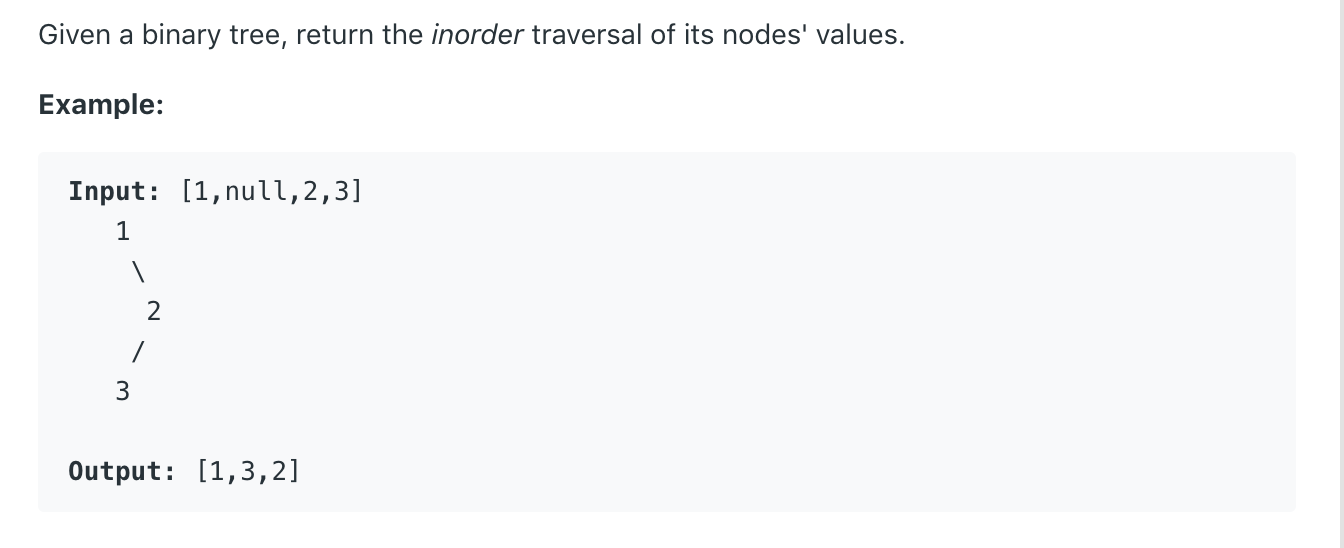 Given a binary tree, return the inorder traversal of its nodes' values.
Example:
Input: [1,null,2,3]
   1
    \
     2
    /
   3
Output: [1,3,2]